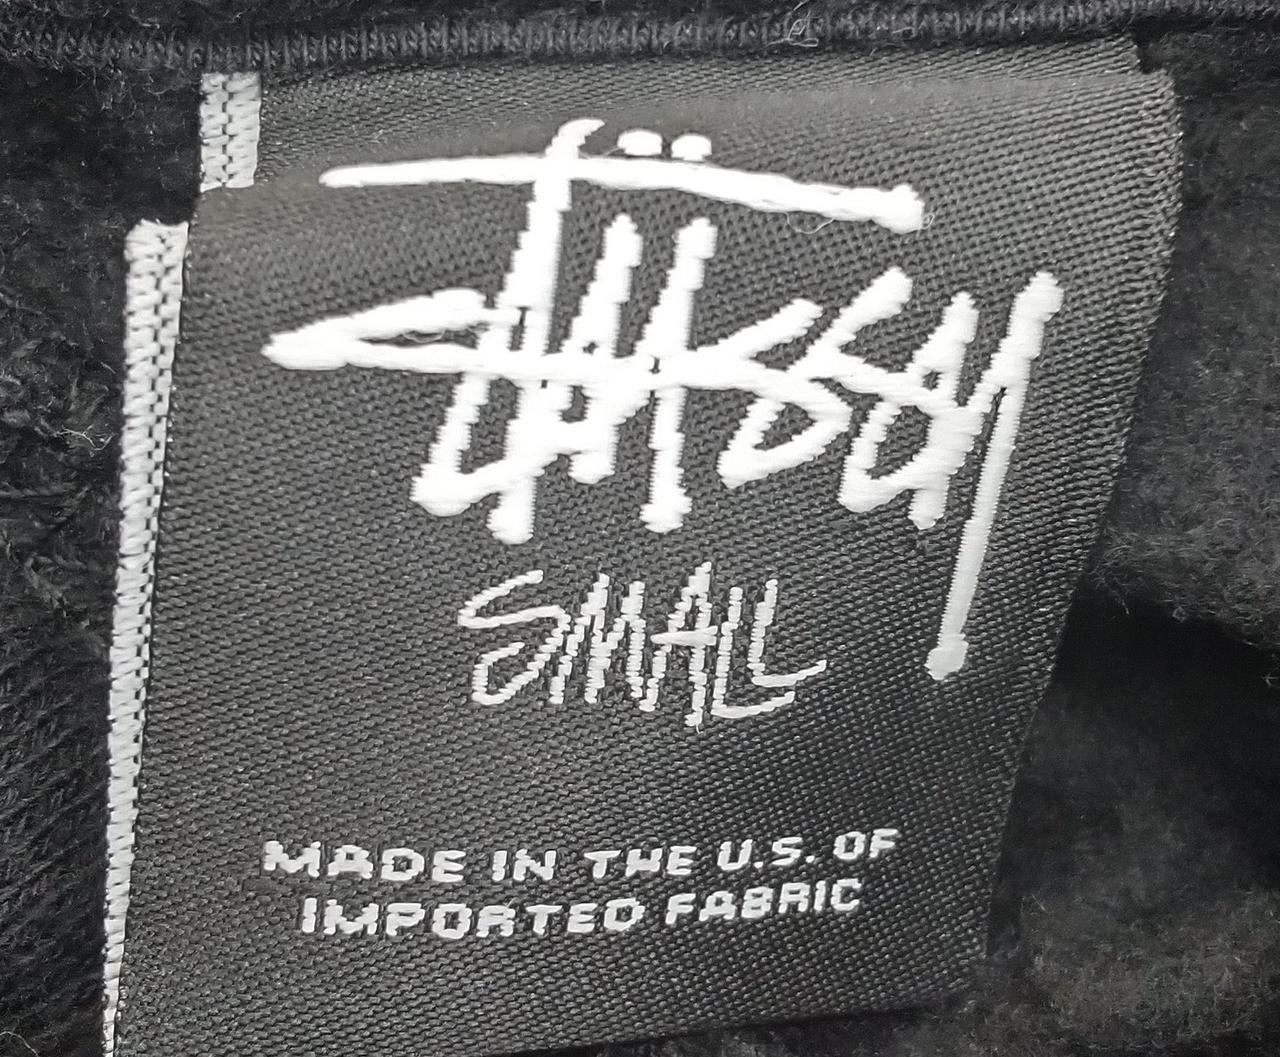 Stüssy
SMALL
MADE IN THE U.S. OF
IMPORTED FABRIC